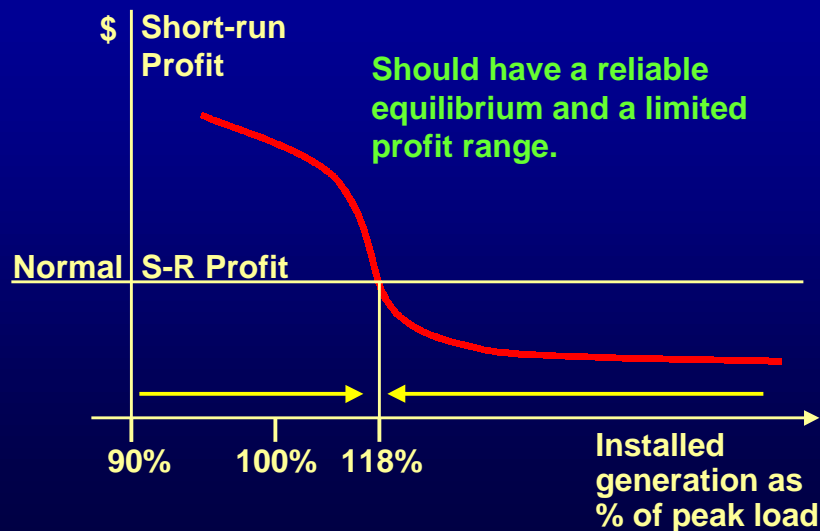 $ Short-run
Profit
Should have a reliable
equilibrium and a limited
profit range.
Normal S-R Profit
90% 100% 118%
Installed
generation as
% of peak load